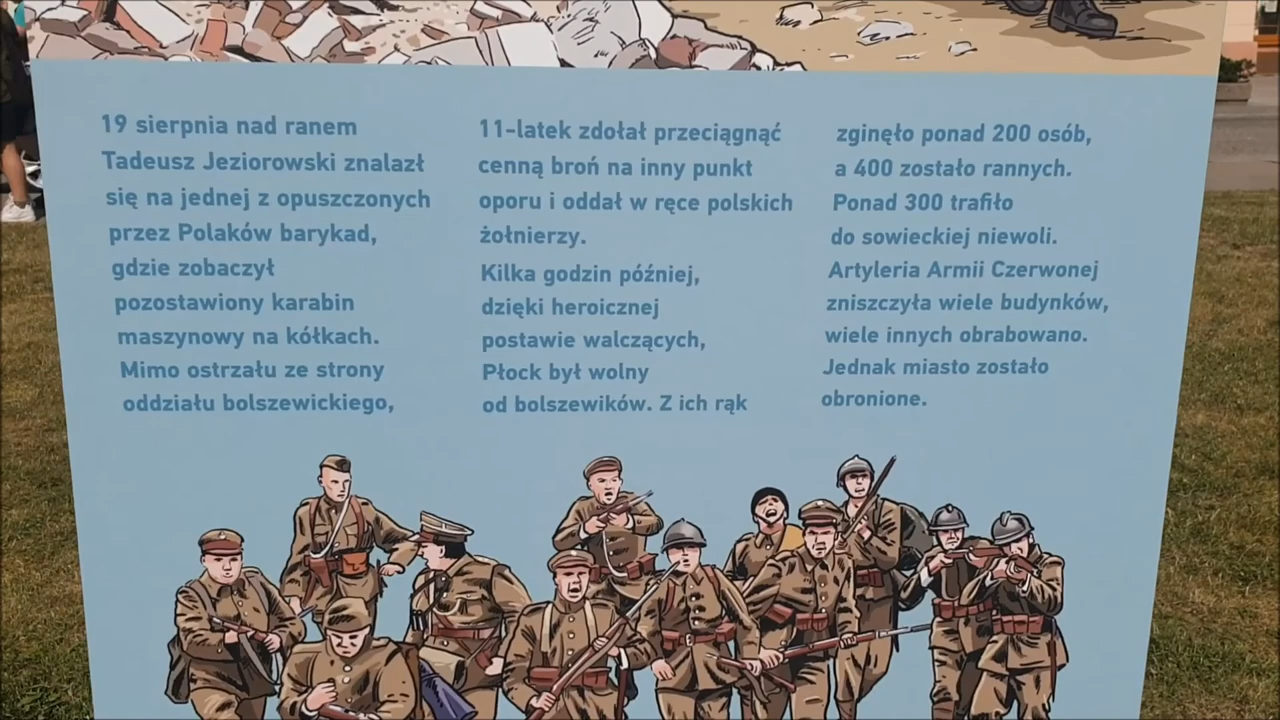 19 sierpnia nad ranem
Tadeusz Jeziorowski znalazł
się na jednej z opuszczonych
przez Polaków barykad,
gdzie zobaczył
pozostawiony karabin
maszynowy na kółkach.
Mimo ostrzału ze strony
oddziału bolszewickiego,
11-latek zdołał przeciągnąć
cenną broń na inny punkt
oporu i oddał w ręce polskich
żołnierzy.
Kilka godzin później,
dzięki heroicznej
postawie walczących,
Płock był wolny
od bolszewików. Z ich rąk
zginęło ponad 200 osób,
a 400 zostało rannych.
Ponad 300 trafiło
do sowieckiej niewoli.
Artyleria Armii Czerwonej
zniszczyła wiele budynków,
wiele innych obrabowano.
Jednak miasto zostało
obronione.